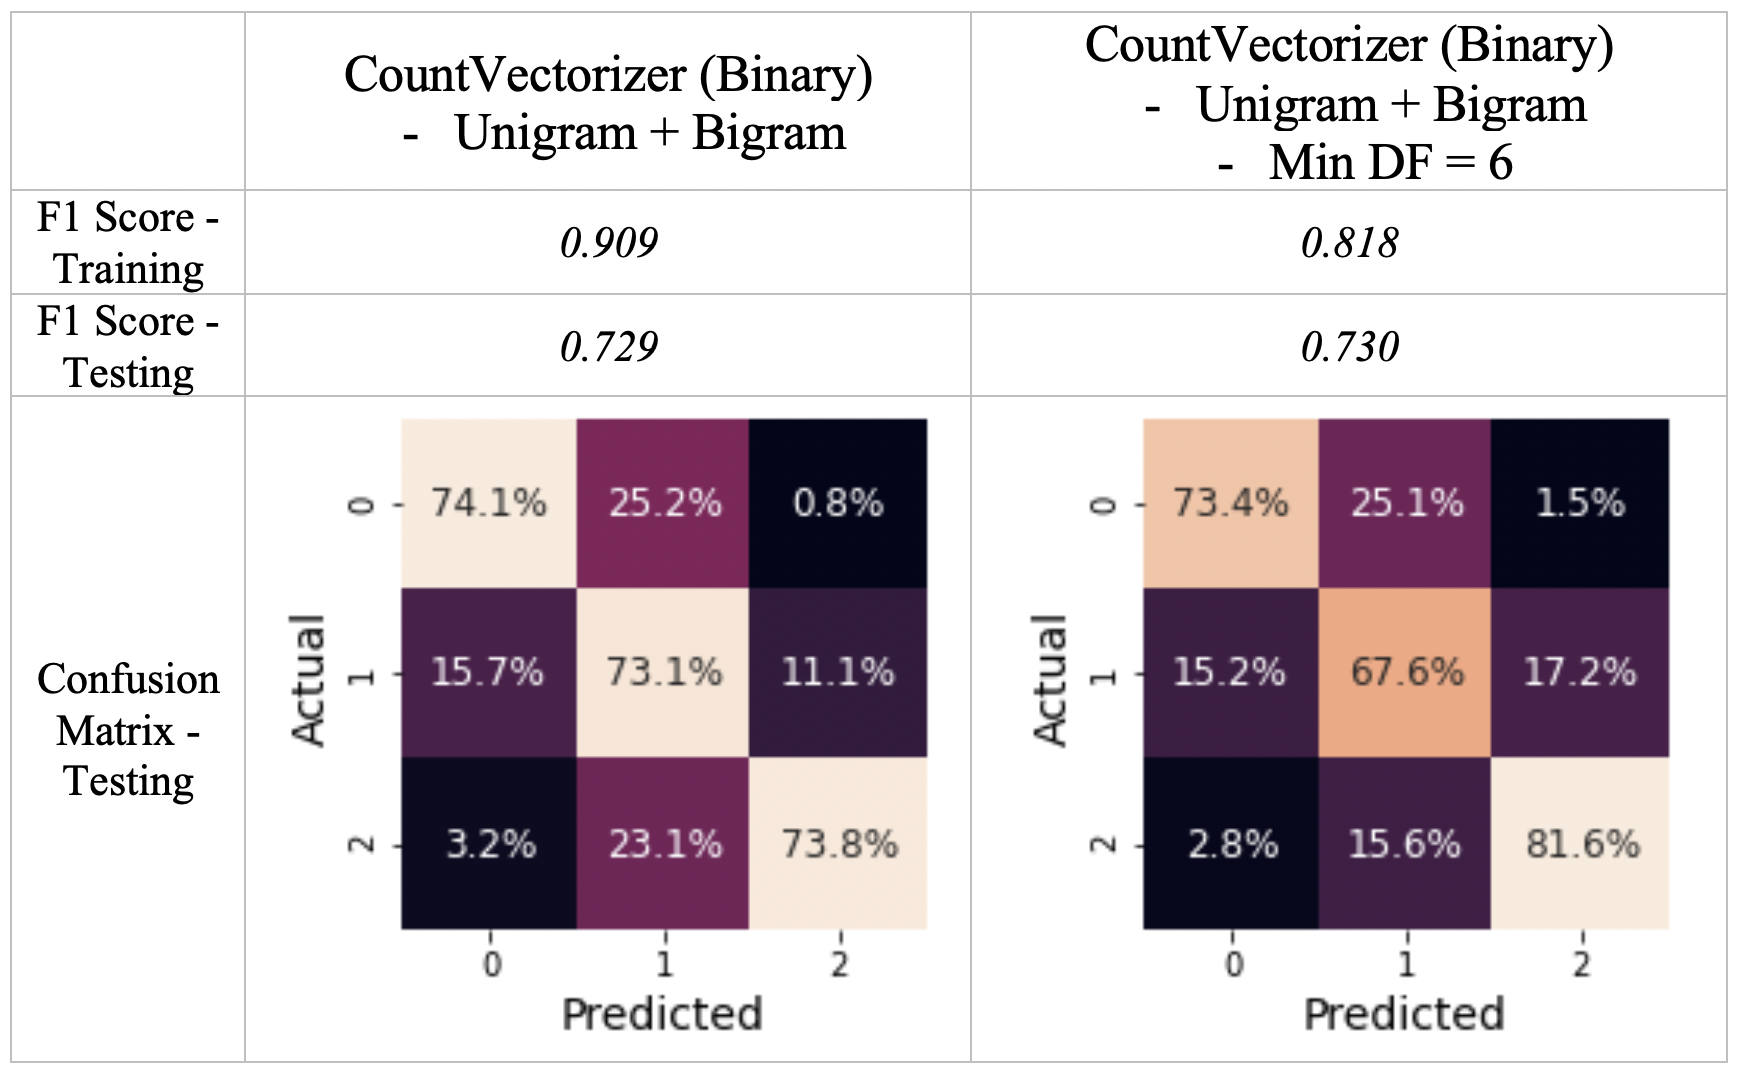 CountVectorizer (Binary)
- Unigram + Bigram
CountVectorizer (Binary)
- Unigram + Bigram
- Min DF = 6
F1 Score -
Training
0.909
0.818
F1 Score -
Testing
0.729
0.730
Confusion
Matrix -
Testing
Actual
0
74.1% 25.2% 0.8%
1
15.7% 73.1% 11.1%
2
3.2% 23.1% 73.8%
0 1 2
Predicted
Actual
0
73.4% 25.1% 1.5%
1
15.2% 67.6% 17.2%
2
2.8% 15.6% 81.6%
0 1 2
Predicted